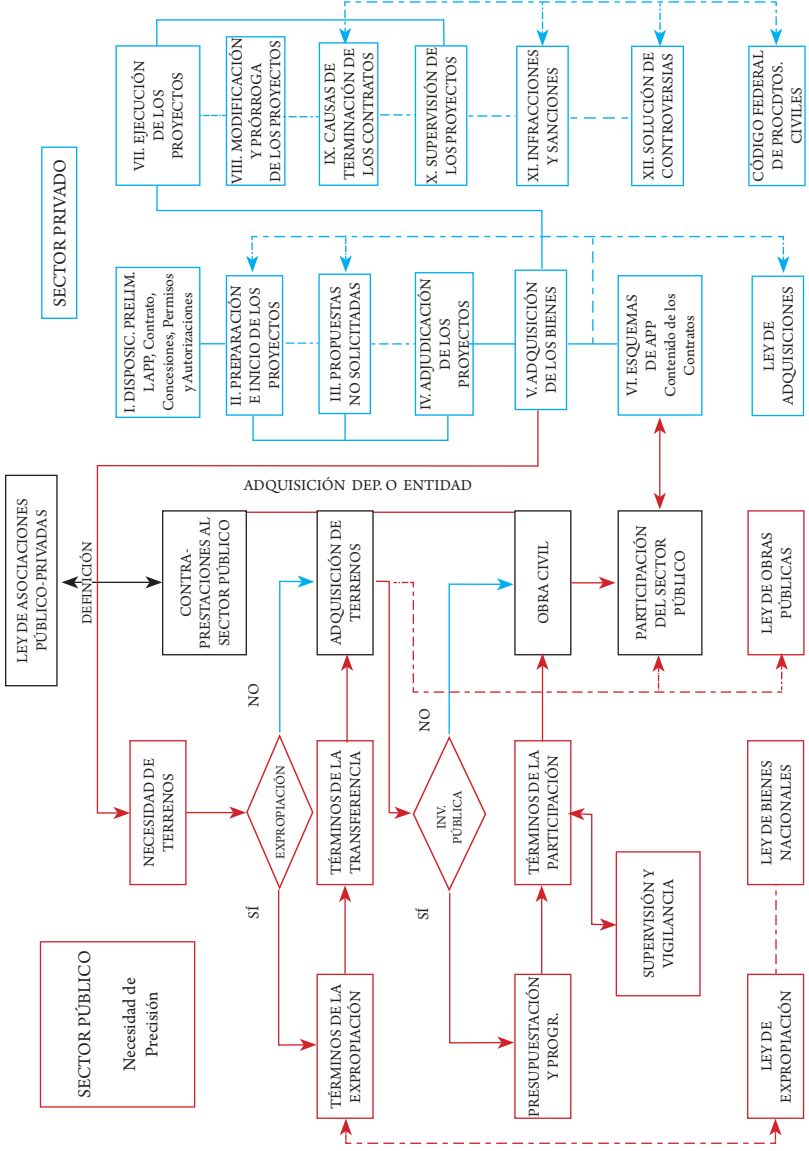 SECTOR PÚBLICO
Necesidad de
Precisión
LEY DE ASOCIACIONES
PÚBLICO-PRIVADAS
SECTOR PRIVADO
DEFINICIÓN
NECESIDAD DE
TERRENOS
CONTRA-
PRESTACIONES AL
SECTOR PÚBLICO
I. DISPOSIC. PRELIM.
LAPP, Contrato,
Concesiones, Permisos
y Autorizaciones
VII. EJECUCIÓN
DE LOS
PROYECTOS
SÍ
EXPROPIACIÓN
NO
ADQUISICIÓN DEP. O ENTIDAD
II. PREPARACIÓN
E INICIO DE LOS
PROYECTOS
VIII. MODIFICACIÓN
Y PRÓRROGA
DE LOS PROYECTOS
TÉRMINOS DE LA
EXPROPIACIÓN
TÉRMINOS DE LA
TRANSFERENCIA
ADQUISICIÓN DE
TERRENOS
III. PROPUESTAS
NO SOLICITADAS
IX. CAUSAS DE
TERMINACIÓN DE
LOS CONTRATOS
SÍ
INV.
PÚBLICA
NO
IV. ADJUDICACIÓN
DE LOS
PROYECTOS
X. SUPERVISIÓN DE
LOS PROYECTOS
PRESUPUESTACIÓN
Y PROGR.
TÉRMINOS DE LA
PARTICIPACIÓN
OBRA CIVIL
V. ADQUISICIÓN
DE LOS BIENES
XI. INFRACCIONES
Y SANCIONES
SUPERVISIÓN Y
VIGILANCIA
PARTICIPACIÓN
DEL SECTOR
PÚBLICO
VI. ESQUEMAS
DE APP
Contenido de los
Contratos
XII. SOLUCIÓN DE
CONTROVERSIAS
LEY DE
EXPROPIACIÓN
LEY DE BIENES
NACIONALES
LEY DE OBRAS
PÚBLICAS
LEY DE
ADQUISICIONES
CÓDIGO FEDERAL
DE PROCDTOS.
CIVILES